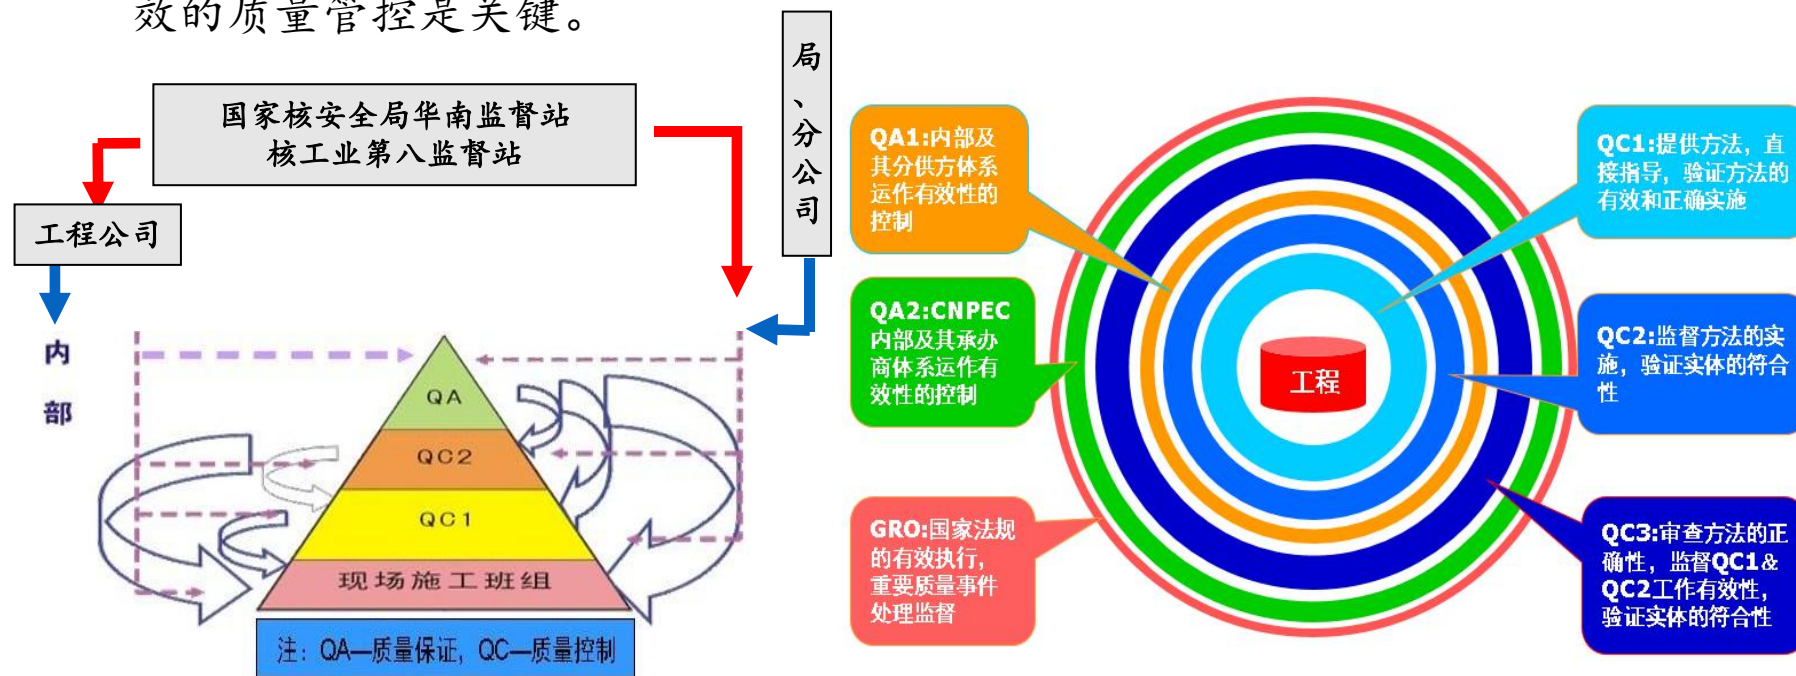 效的质量管控是关键。
国家核安全局华南监督站
核工业第八监督站
局
、
分
公
司
工程公司
内
部
QA
QC2
QC1
现场施工班组
注：QA—质量保证，QC—质量控制
QA1:内部及
其分供方体系
运作有效性的
控制
QA2:CNPEC
内部及其承办
商体系运作有
效性的控制
GRO:国家法规
的有效执行，
重要质量事件
处理监督
工程
QC1:提供方法，直
接指导，验证方法的
有效和正确实施
QC2:监督方法的实
施，验证实体的符合
性
QC3:审查方法的正
确性，监督QC1&
QC2工作有效性，
验证实体的符合性